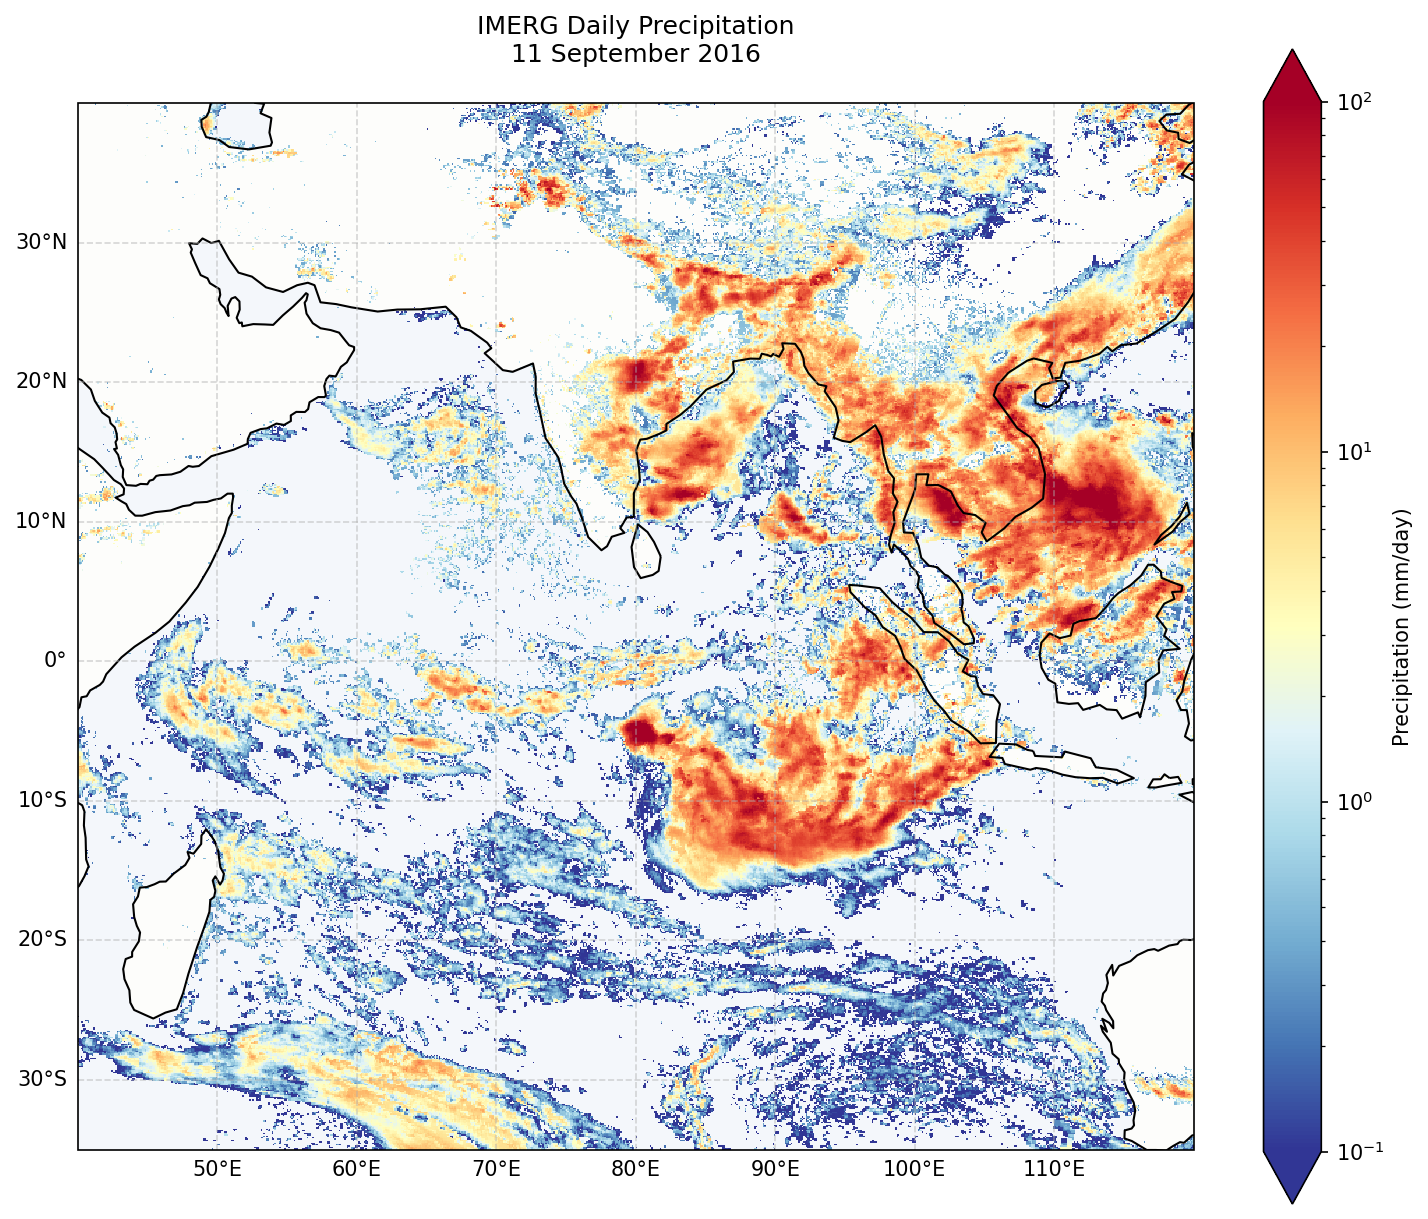 IMERG Daily Precipitation
11 September 2016
30°N
20°N
10°N
0°
10°S
20°S
30°S
50°E
60°E
70°E
80°E
90°E
100°E
110°E
10²
10¹
10⁰
10⁻¹
Precipitation (mm/day)